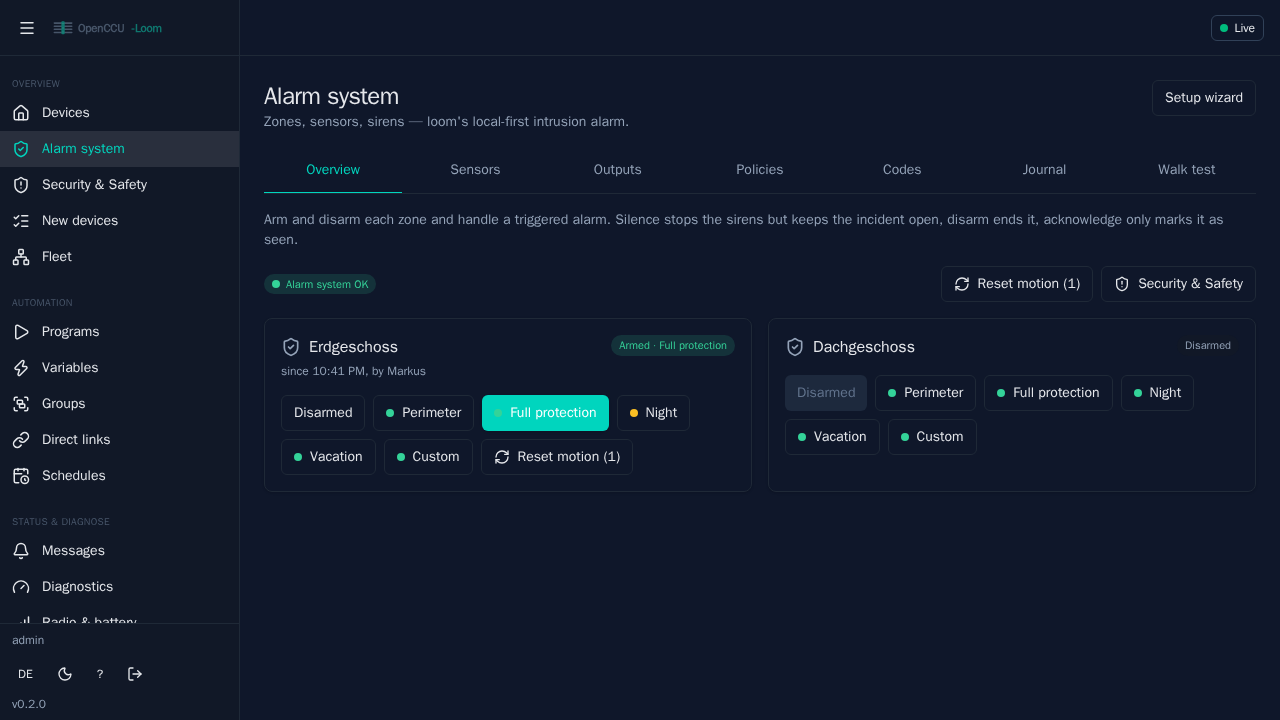 OpenCCU -Loom
Live
OVERVIEW
Devices
Alarm system
Security & Safety
New devices
Fleet
AUTOMATION
Programs
Variables
Groups
Direct links
Schedules
STATUS & DIAGNOSE
Messages
Diagnostics
Radio & battery
admin
DE
?
v0.2.0
Alarm system
Setup wizard
Zones, sensors, sirens — loom's local-first intrusion alarm.
Overview Sensors Outputs Policies Codes Journal Walk test
Arm and disarm each zone and handle a triggered alarm. Silence stops the sirens but keeps the incident open, disarm ends it, acknowledge only marks it as
seen.
Alarm system OK
Reset motion (1) Security & Safety
Erdgeschoss
Armed · Full protection
since 10:41 PM, by Markus
Disarmed Perimeter Full protection Night
Vacation Custom Reset motion (1)
Dachgeschoss
Disarmed
Disarmed Perimeter Full protection Night
Vacation Custom